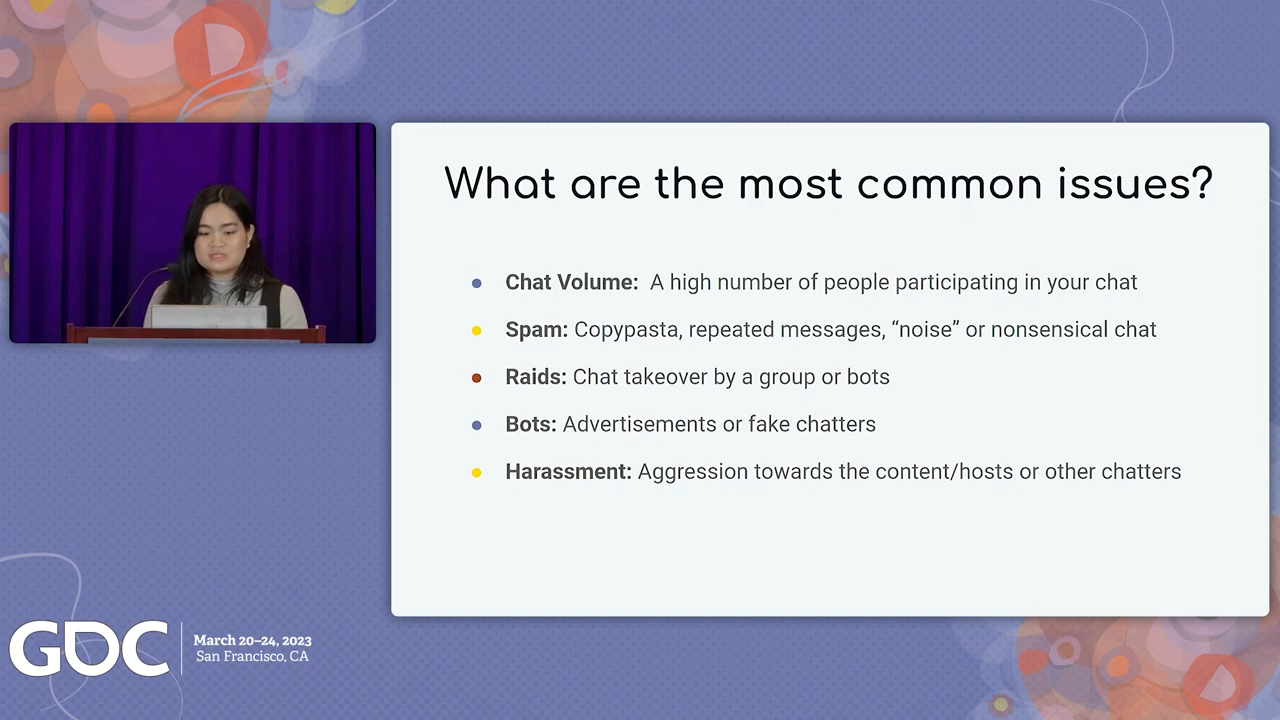 What are the most common issues?
Chat Volume: A high number of people participating in your chat
Spam: Copypasta, repeated messages, “noise” or nonsensical chat
Raids: Chat takeover by a group or bots
Bots: Advertisements or fake chatters
Harassment: Aggression towards the content/hosts or other chatters
GDC
March 20–24, 2023
San Francisco, CA